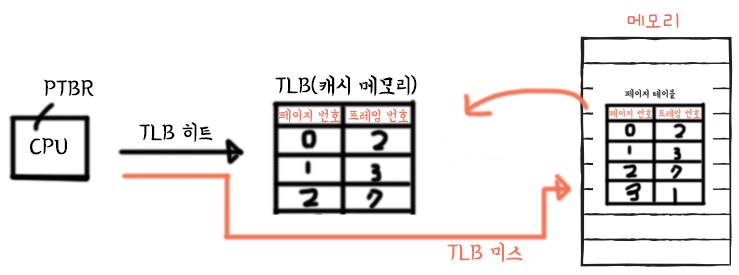 메모리
PTBR
TLB(캐시 메모리)
페이지 테이블
페이지 번호 프레임 번호
페이지 번호 프레임 번호
CPU
TLB 히트
0 2
1 3
2 7
0 2
1 3
2 7
3 1
TLB 미스